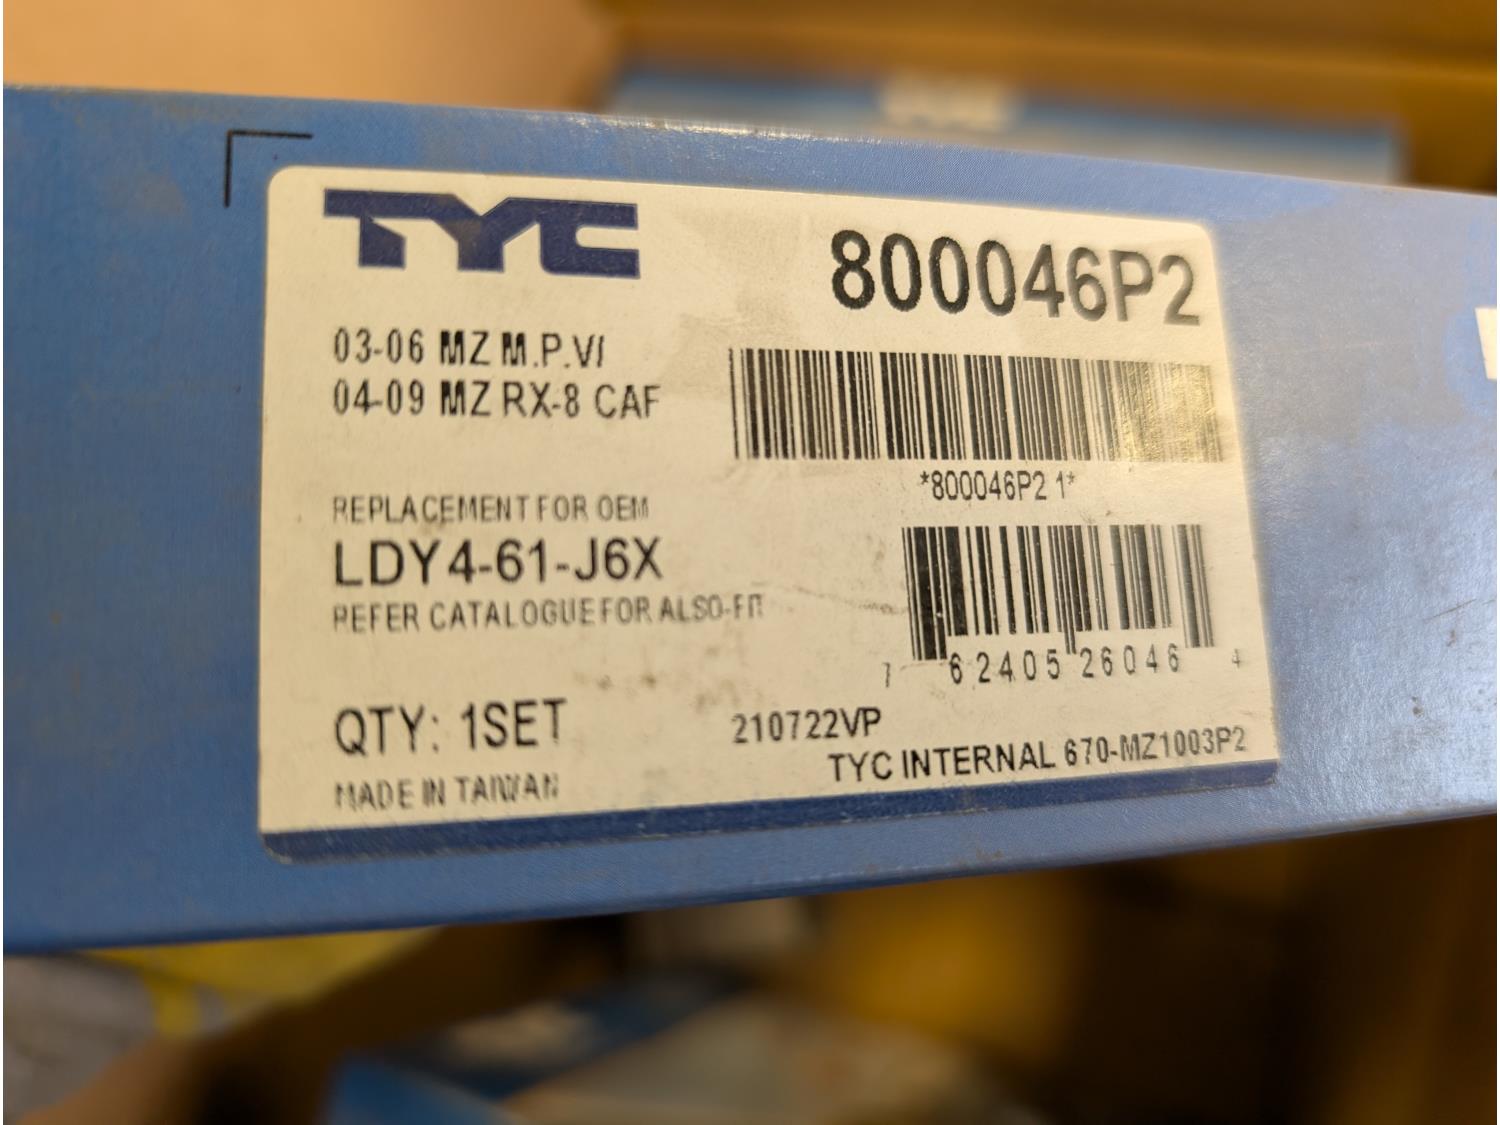 TYC
800046P2
03-06 MZ M.P.V/
04-09 MZ RX-8 CAF
*800046P2 1*
REPLACEMENT FOR OEM
LDY4-61-J6X
REFER CATALOGUE FOR ALSO-FIT
7 62405 26046 4
QTY: 1SET
210722VP
TYC INTERNAL 670-MZ1003P2
MADE IN TAIWAN